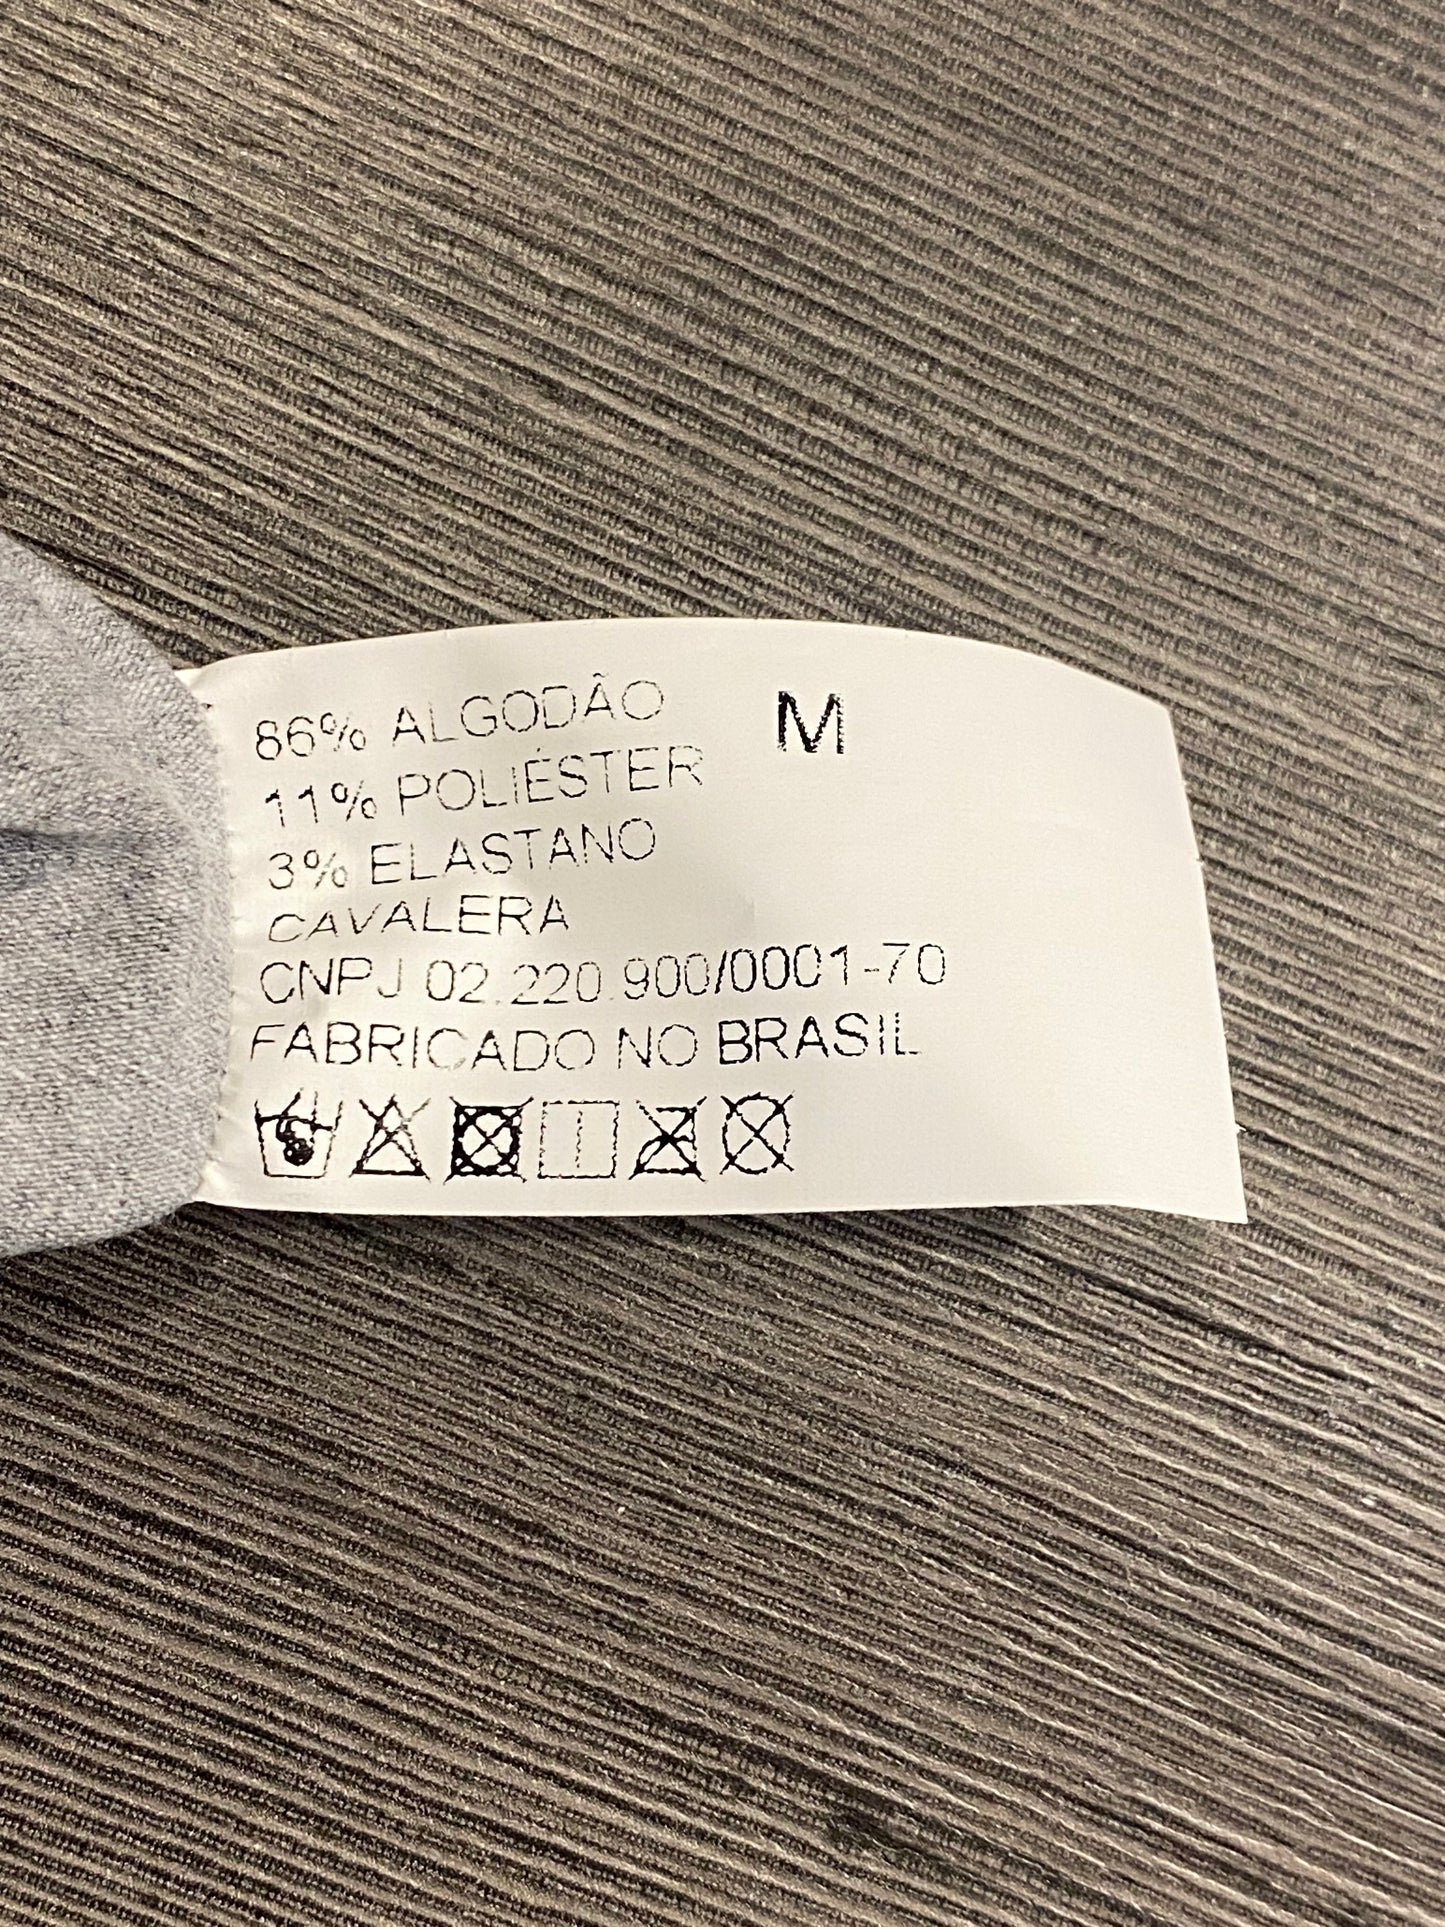 86% ALGODÃO
M
11% POLIÉSTER
3% ELASTANO
CAVALERA
CNPJ 02.220.900/0001-70
FABRICADO NO BRASIL